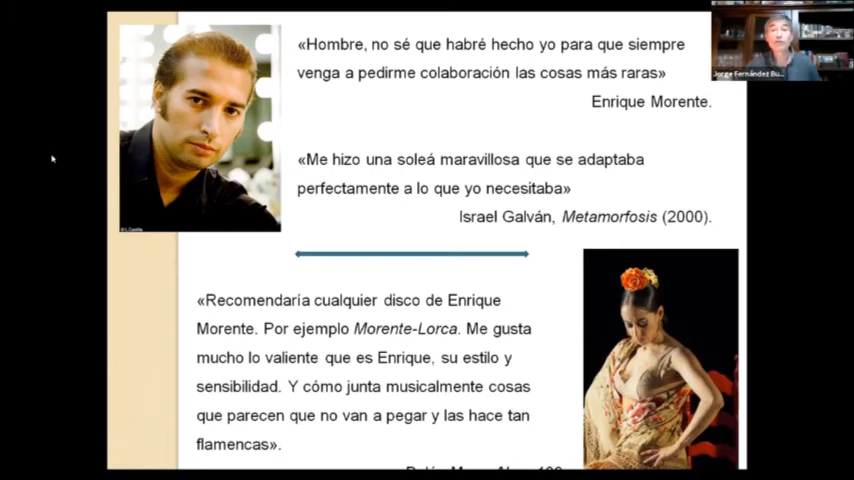 «Hombre, no sé que habré hecho yo para que siempre
venga a pedirme colaboración las cosas más raras»
Enrique Morente.
«Me hizo una soleá maravillosa que se adaptaba
perfectamente a lo que yo necesitaba»
Israel Galván, Metamorfosis (2000).
«Recomendaría cualquier disco de Enrique
Morente. Por ejemplo Morente-Lorca. Me gusta
mucho lo valiente que es Enrique, su estilo y
sensibilidad. Y cómo junta musicalmente cosas
que parecen que no van a pegar y las hace tan
flamencas».
Jorge Fernández Bu...